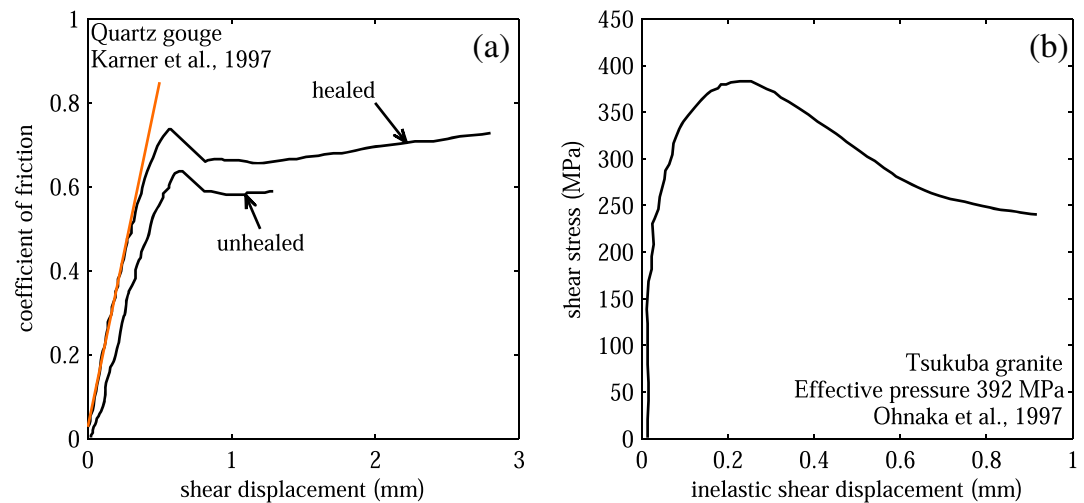 Quartz gouge
Karner et al., 1997
(a)
healed
unhealed
coefficient of friction
1
0.8
0.6
0.4
0.2
0
0
1
2
3
shear displacement (mm)
(b)
shear stress (MPa)
450
400
350
300
250
200
150
100
50
0
Tsukuba granite
Effective pressure 392 MPa
Ohnaka et al., 1997
0
0.2
0.4
0.6
0.8
1
inelastic shear displacement (mm)